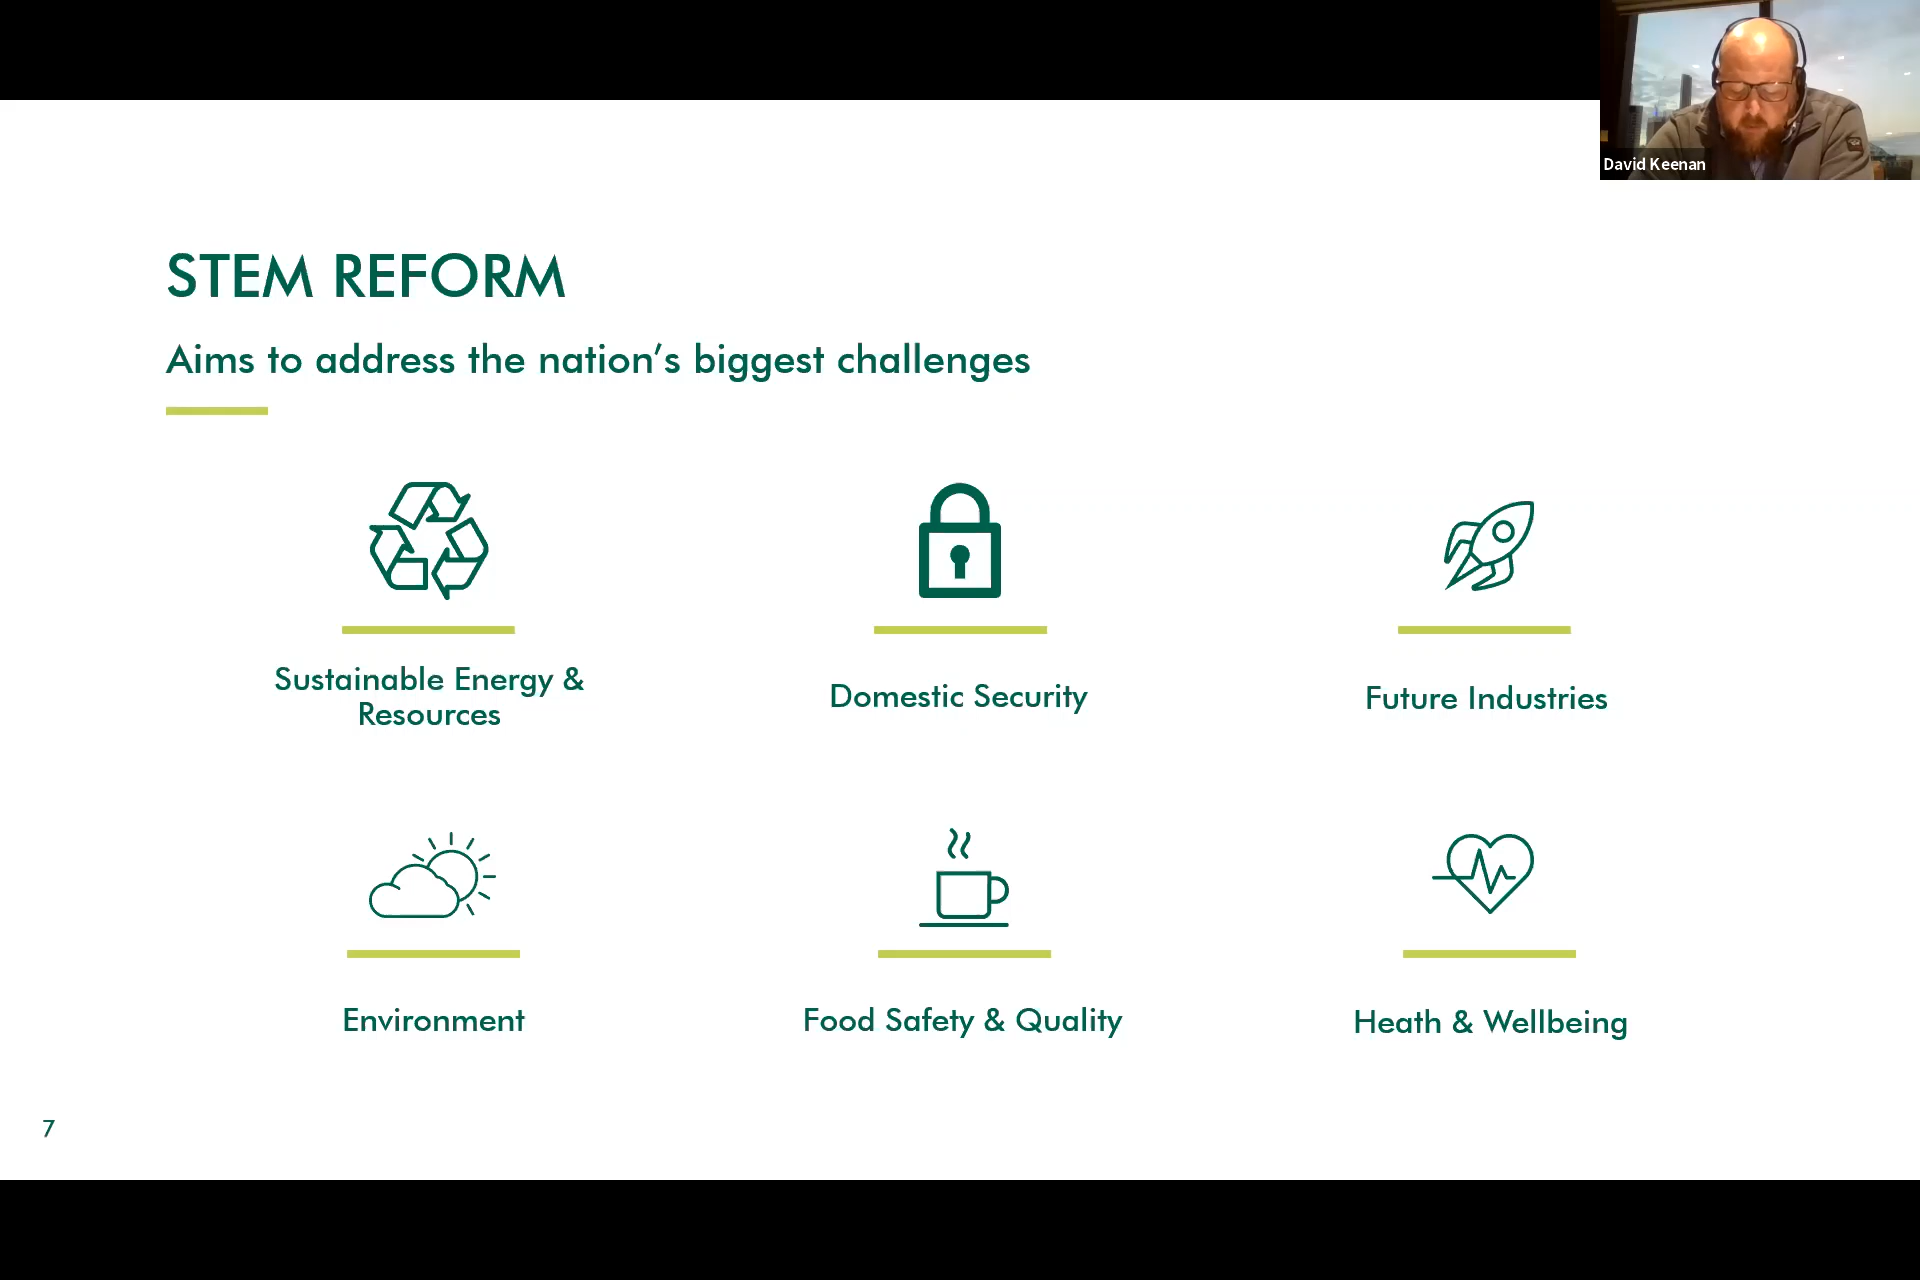 David Keenan
STEM REFORM
Aims to address the nation’s biggest challenges
Sustainable Energy &
Resources
Domestic Security
Future Industries
Environment
Food Safety & Quality
Heath & Wellbeing
7